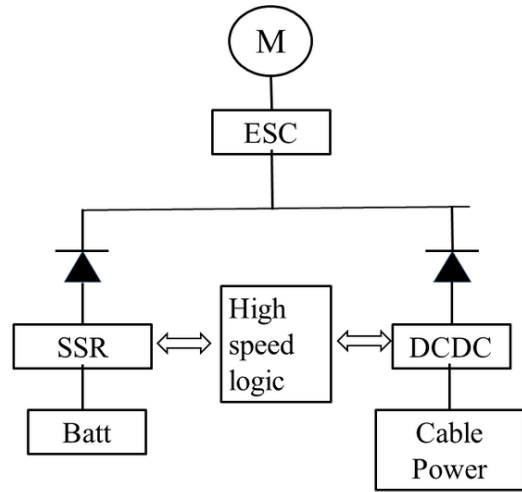 M
ESC
SSR
High
speed
logic
DCDC
Batt
Cable
Power